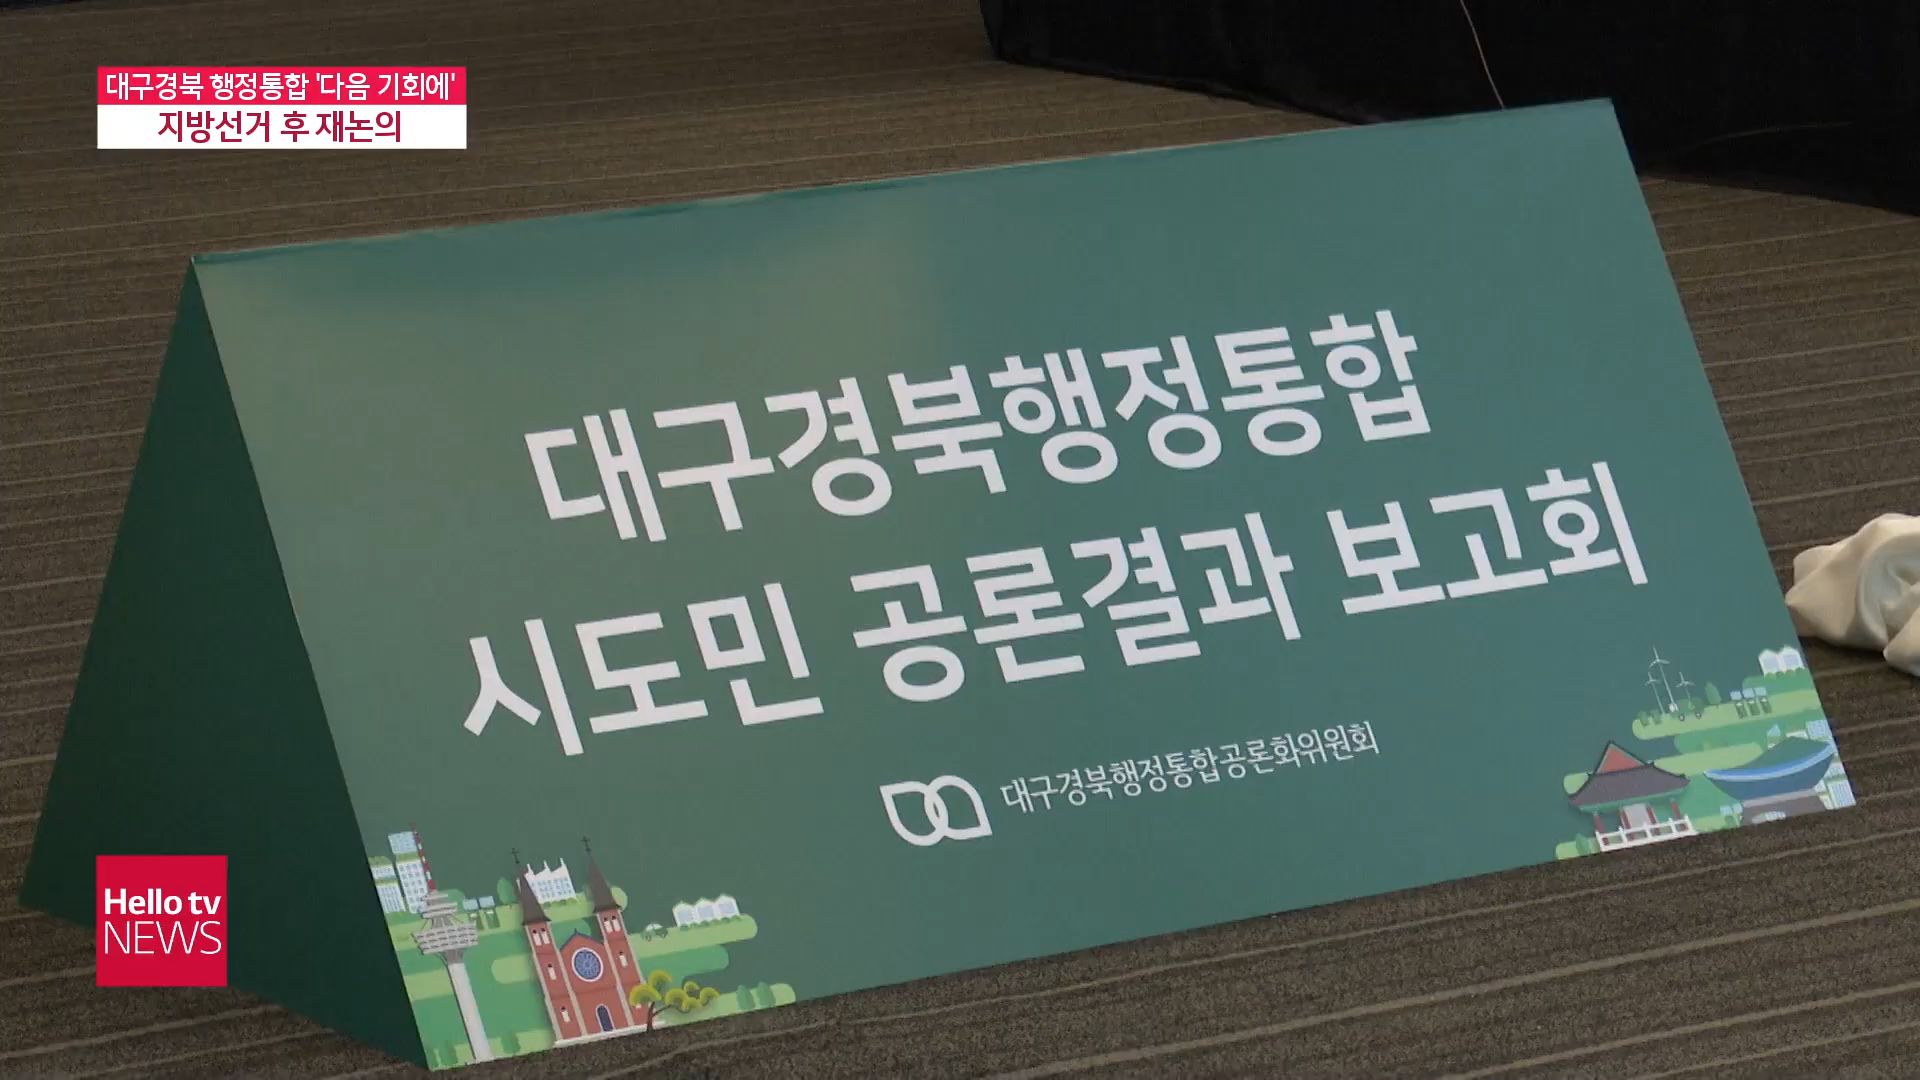 대구경북 행정통합 '다음 기회에'
지방선거 후 재논의
대구경북행정통합
시도민 공론결과 보고회
대구경북행정통합공론화위원회
Hello tv
NEWS